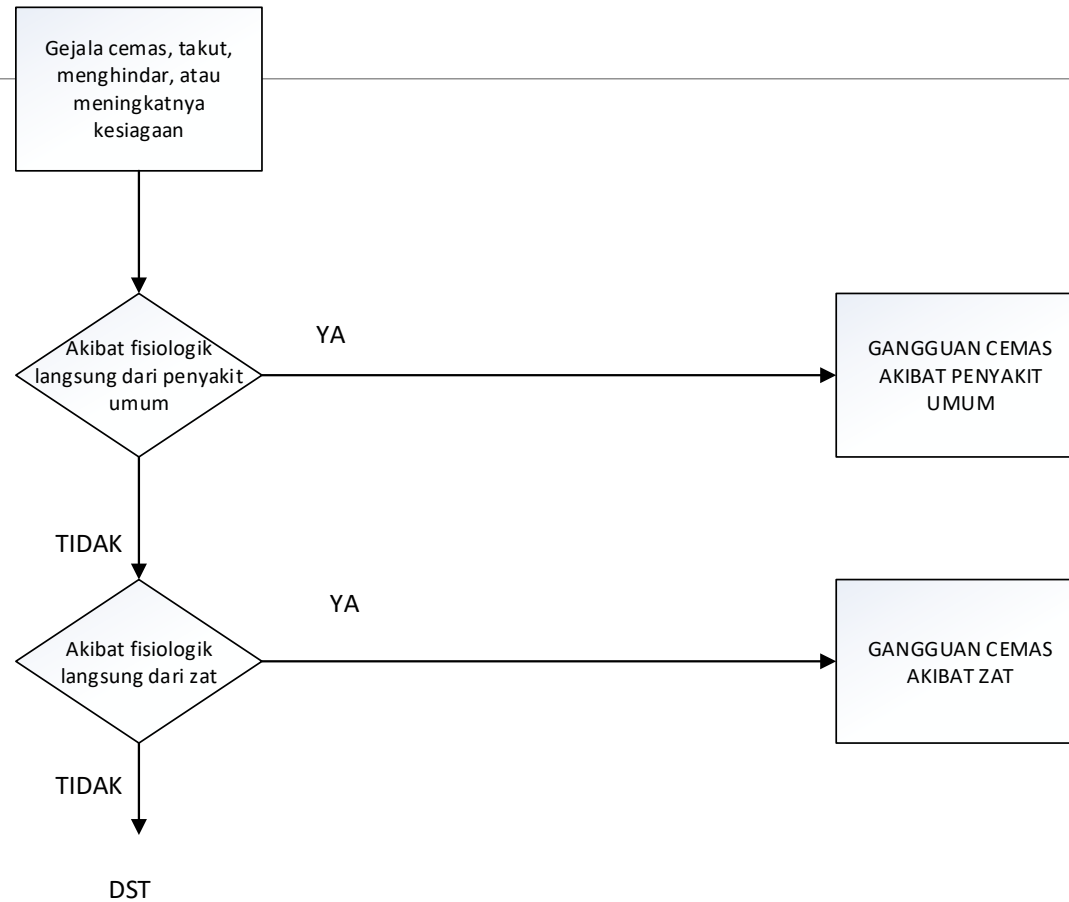 Gejala cemas, takut,
menghindar, atau
meningkatnya
kesiagaan
Akibat fisiologik
langsung dari penyakit
umum
YA
GANGGUAN CEMAS
AKIBAT PENYAKIT
UMUM
TIDAK
Akibat fisiologik
langsung dari zat
YA
GANGGUAN CEMAS
AKIBAT ZAT
TIDAK
DST